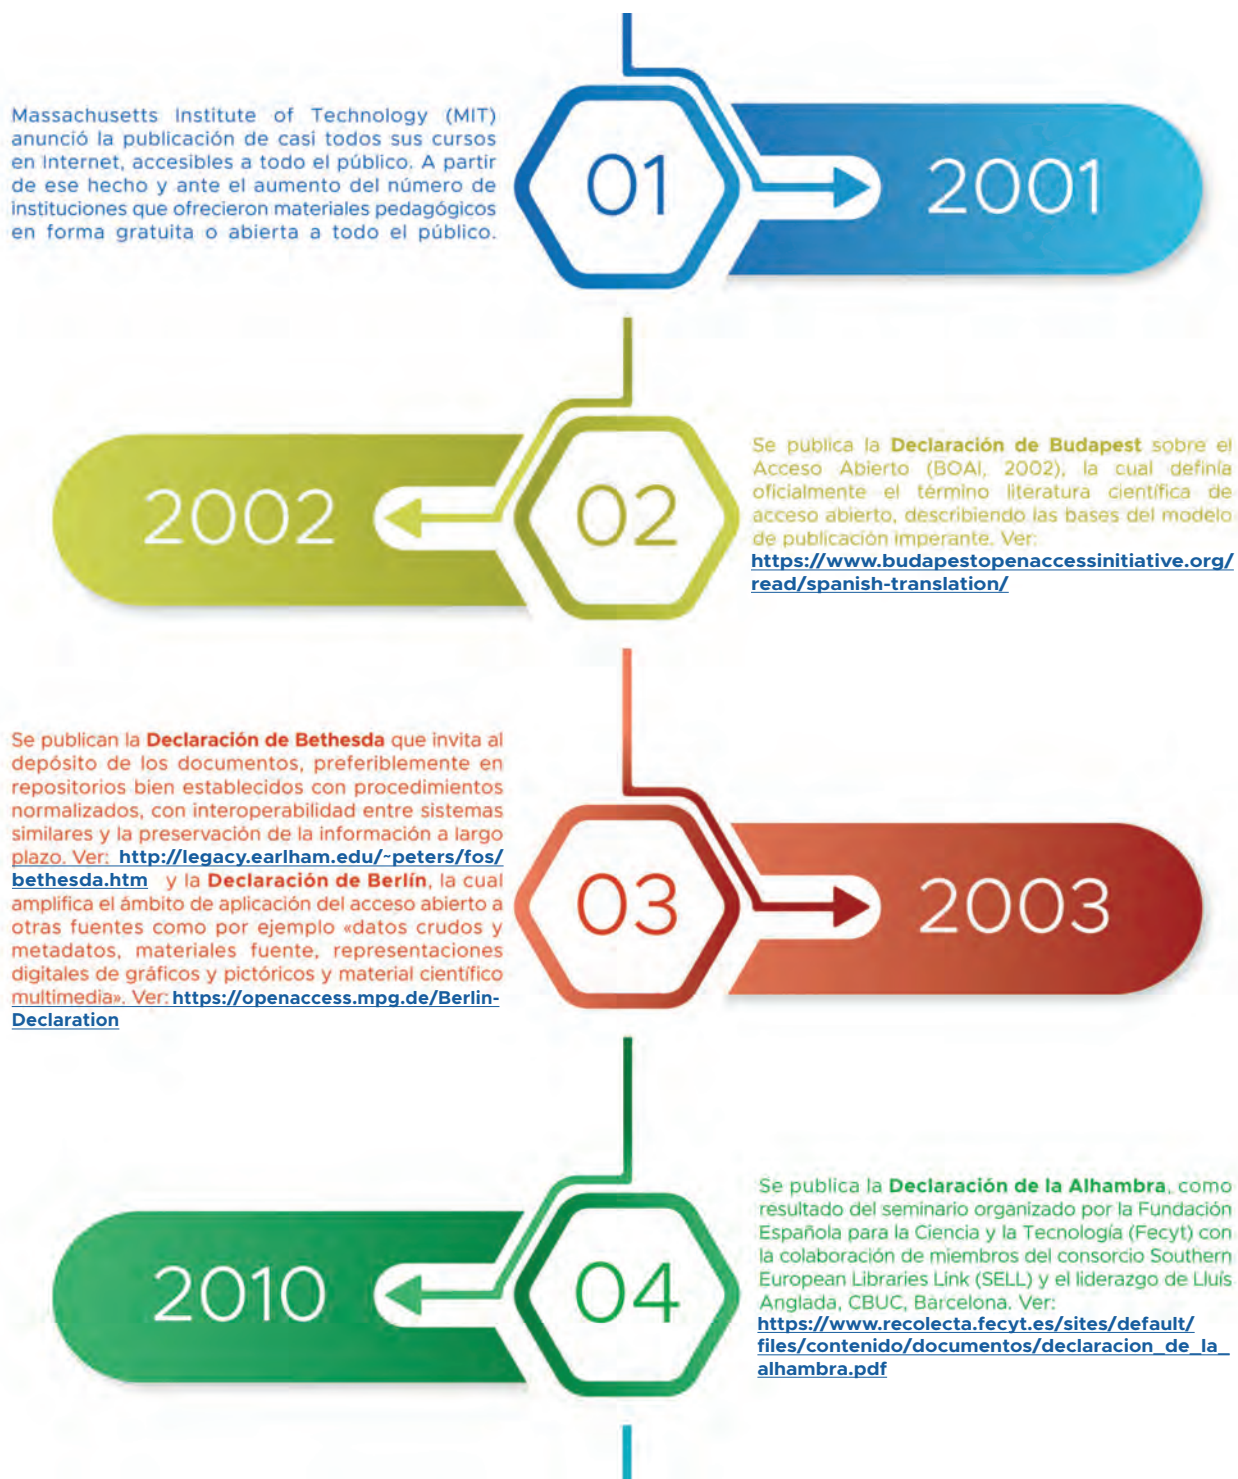 Massachusetts Institute of Technology (MIT)
anunció la publicación de casi todos sus cursos
en Internet, accesibles a todo el público. A partir
de ese hecho y ante el aumento del número de
instituciones que ofrecieron materiales pedagógicos
en forma gratuita o abierta a todo el público.
01
2001
2002
02
Se publica la Declaración de Budapest sobre el
Acceso Abierto (BOAI, 2002), la cual definía
oficialmente el término literatura científica de
acceso abierto, describiendo las bases del modelo
de publicación imperante. Ver:
https://www.budapestopenaccessinitiative.org/
read/spanish-translation/
Se publican la Declaración de Bethesda que invita al
depósito de los documentos, preferiblemente en
repositorios bien establecidos con procedimientos
normalizados, con interoperabilidad entre sistemas
similares y la preservación de la información a largo
plazo. Ver: http://legacy.earlham.edu/~peters/fos/
bethesda.htm y la Declaración de Berlín, la cual
amplifica el ámbito de aplicación del acceso abierto a
otras fuentes como por ejemplo «datos crudos y
metadatos, materiales fuente, representaciones
digitales de gráficos y pictóricos y material científico
multimedia». Ver: https://openaccess.mpg.de/Berlin-
Declaration
03
2003
2010
04
Se publica la Declaración de la Alhambra, como
resultado del seminario organizado por la Fundación
Española para la Ciencia y la Tecnología (Fecyt) con
la colaboración de miembros del consorcio Southern
European Libraries Link (SELL) y el liderazgo de Lluís
Anglada, CBUC, Barcelona. Ver:
https://www.recolecta.fecyt.es/sites/default/
files/contenido/documentos/declaracion_de_la_
alhambra.pdf